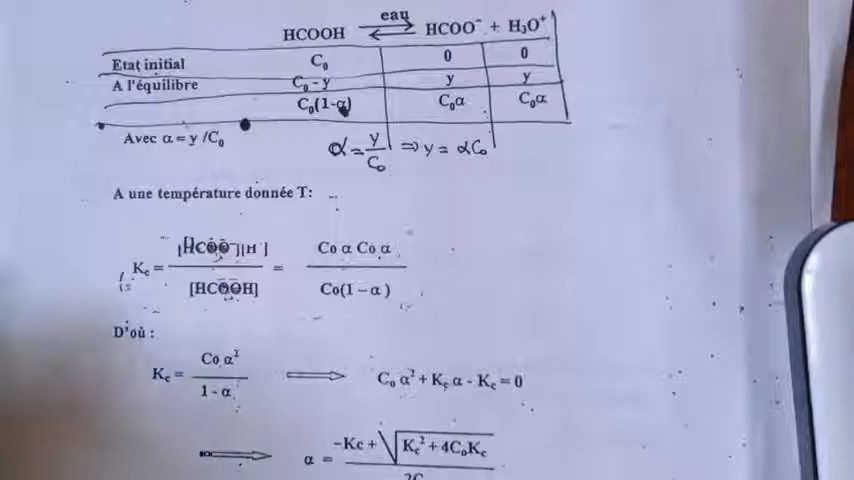 eau
HCOOH ⇌ HCOO⁻ + H₃O⁺
Etat initial C₀ 0 0
A l'équilibre C₀ - y y y
C₀(1-α) C₀α C₀α
Avec α = y /C₀
α = y/C₀ ⇒ y = αC₀
A une température donnée T:
Kc = [HCOO⁻][H ] / [HCOOH] = Co α Co α / Co(1 - α)
D'où :
Kc = Co α² / 1 - α ⟹ C₀ α² + Kc α - Kc = 0
⟹ α = -Kc + √Kc² + 4C₀Kc